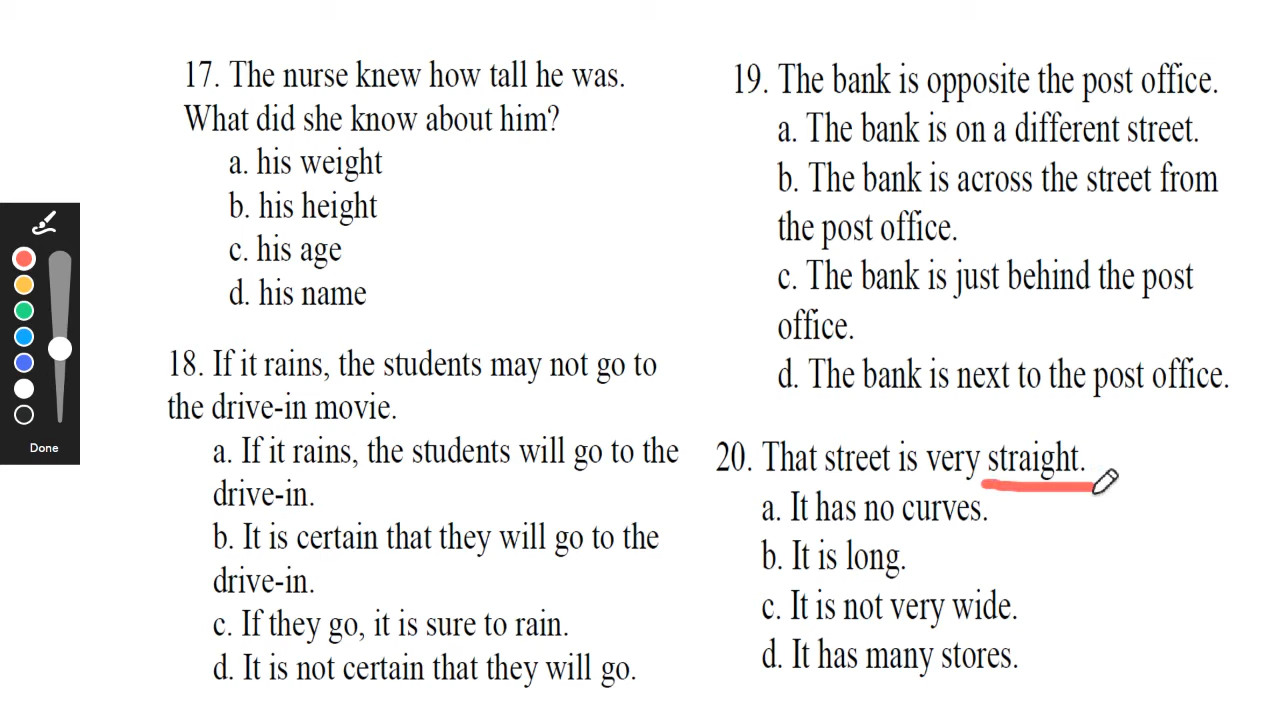 17. The nurse knew how tall he was.
What did she know about him?
a. his weight
b. his height
c. his age
d. his name
18. If it rains, the students may not go to
the drive-in movie.
a. If it rains, the students will go to the
drive-in.
b. It is certain that they will go to the
drive-in.
c. If they go, it is sure to rain.
d. It is not certain that they will go.
19. The bank is opposite the post office.
a. The bank is on a different street.
b. The bank is across the street from
the post office.
c. The bank is just behind the post
office.
d. The bank is next to the post office.
20. That street is very straight.
a. It has no curves.
b. It is long.
c. It is not very wide.
d. It has many stores.
Done